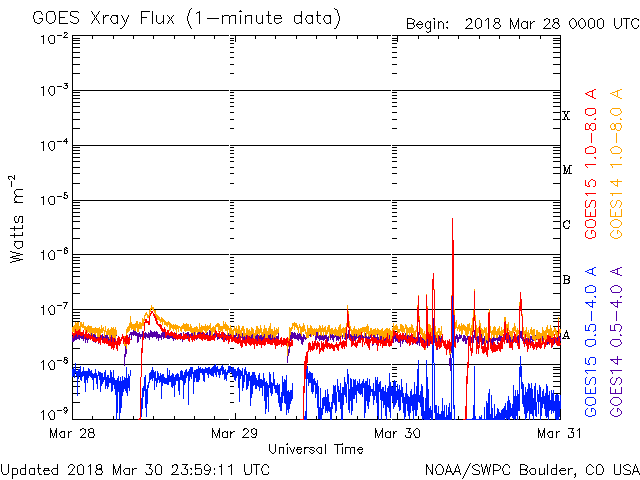 GOES Xray Flux (1-minute data)
Begin: 2018 Mar 28 0000 UTC
10⁻²
10⁻³
10⁻⁴
10⁻⁵
10⁻⁶
10⁻⁷
10⁻⁸
10⁻⁹
Watts m⁻²
X
M
C
B
A
GOES15 1.0-8.0 A
GOES14 1.0-8.0 A
GOES15 0.5-4.0 A
GOES14 0.5-4.0 A
Mar 28 Mar 29 Mar 30 Mar 31
Universal Time
Updated 2018 Mar 30 23:59:11 UTC
NOAA/SWPC Boulder, CO USA